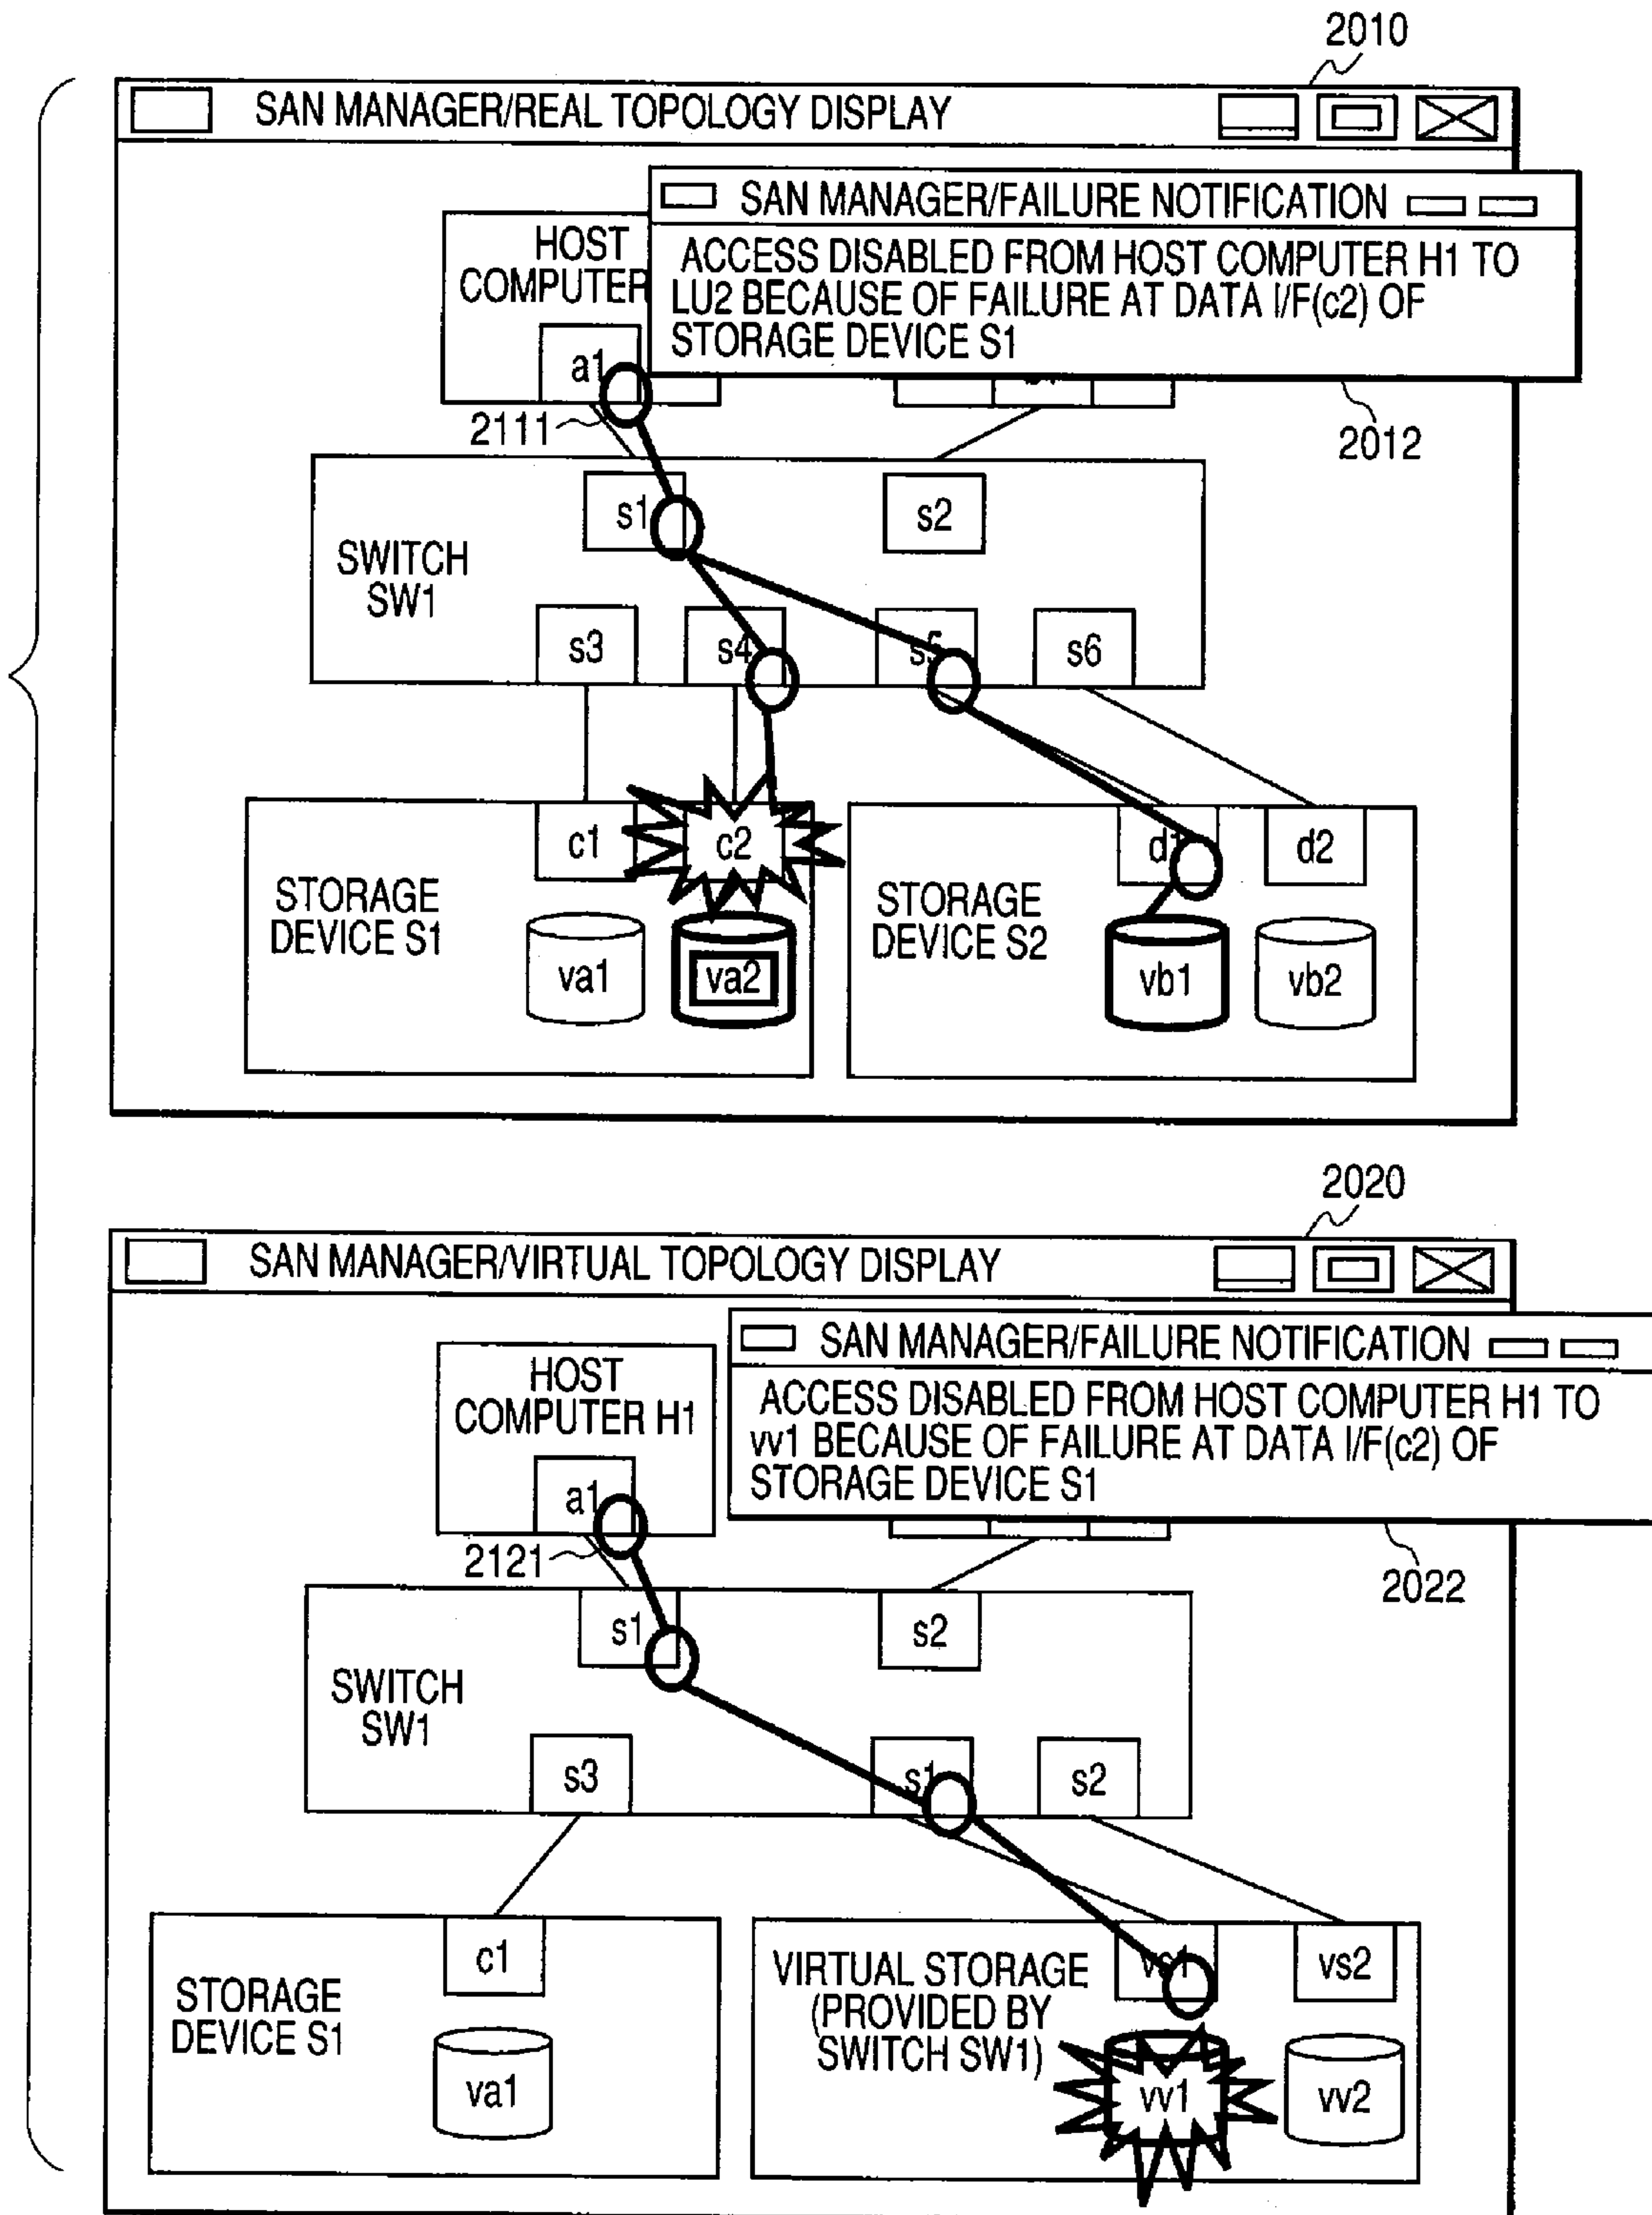 2010
SAN MANAGER/REAL TOPOLOGY DISPLAY
SAN MANAGER/FAILURE NOTIFICATION
ACCESS DISABLED FROM HOST COMPUTER H1 TO
LU2 BECAUSE OF FAILURE AT DATA I/F(c2) OF
STORAGE DEVICE S1
HOST
COMPUTER
a1
2111
2012
s1
s2
SWITCH
SW1
s3
s4
s5
s6
c1
c2
d1
d2
STORAGE
DEVICE S1
STORAGE
DEVICE S2
va1
va2
vb1
vb2
2020
SAN MANAGER/VIRTUAL TOPOLOGY DISPLAY
SAN MANAGER/FAILURE NOTIFICATION
ACCESS DISABLED FROM HOST COMPUTER H1 TO
vv1 BECAUSE OF FAILURE AT DATA I/F(c2) OF
STORAGE DEVICE S1
HOST
COMPUTER H1
a1
2121
2022
s1
s2
SWITCH
SW1
s3
s1
s2
c1
vs1
vs2
STORAGE
DEVICE S1
VIRTUAL STORAGE
(PROVIDED BY
SWITCH SW1)
va1
vv1
vv2